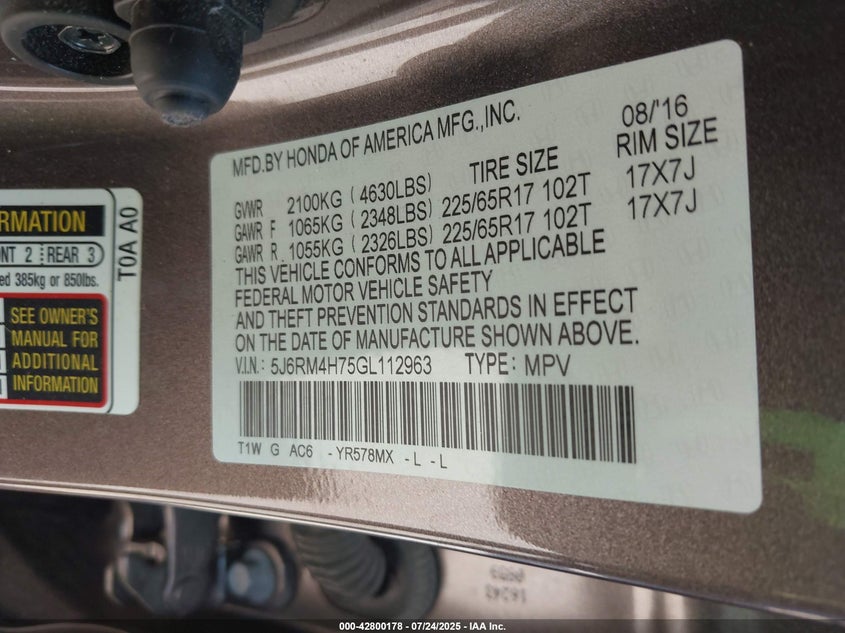 MFD.BY HONDA OF AMERICA MFG.,INC. 08/'16
TIRE SIZE RIM SIZE
GVWR 2100KG ( 4630LBS)
GAWR F 1065KG ( 2348LBS) 225/65R17 102T 17X7J
GAWR R. 1055KG ( 2326LBS) 225/65R17 102T 17X7J
THIS VEHICLE CONFORMS TO ALL APPLICABLE
FEDERAL MOTOR VEHICLE SAFETY
AND THEFT PREVENTION STANDARDS IN EFFECT
ON THE DATE OF MANUFACTURE SHOWN ABOVE.
V.I.N.: 5J6RM4H75GL112963 TYPE: MPV
T1W G AC6 - YR578MX - L - L
RMATION
NT 2 REAR 3
ed 385kg or 850lbs.
SEE OWNER'S
MANUAL FOR
ADDITIONAL
INFORMATION
T0A A0
000-42800178 - 07/24/2025 - IAA Inc.